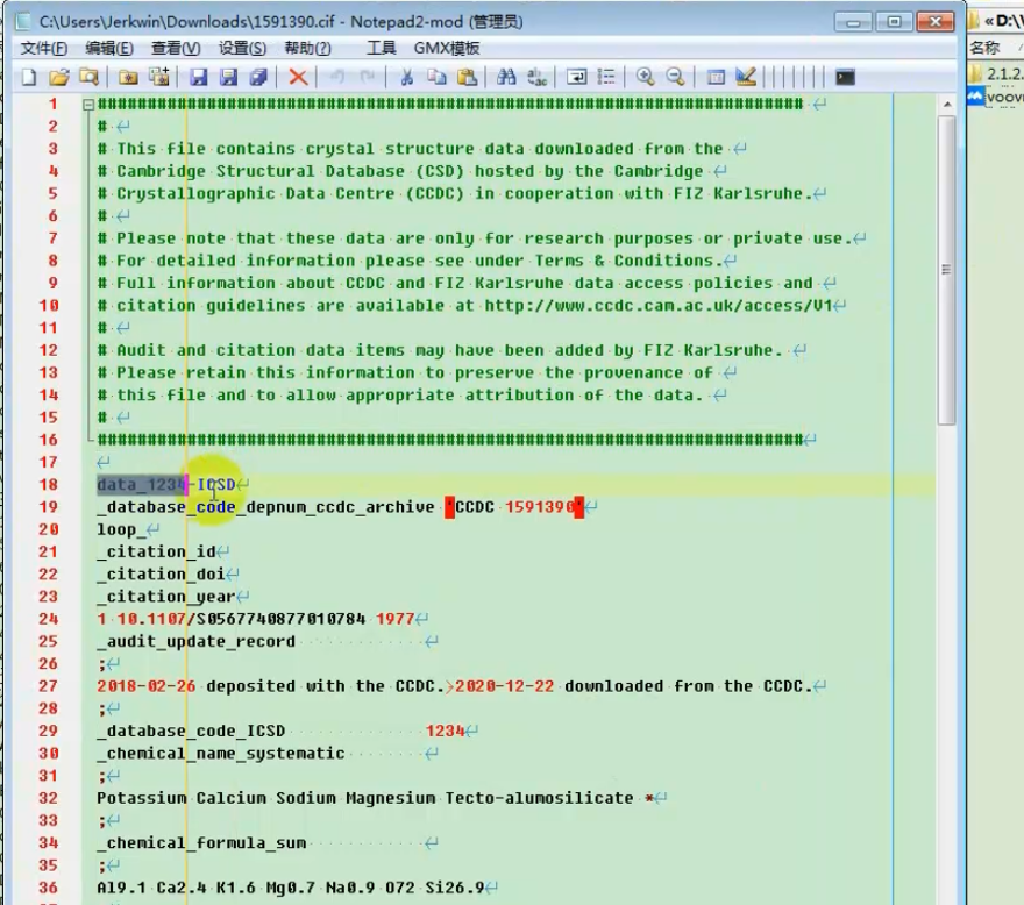 C:\Users\Jerkwin\Downloads\1591390.cif - Notepad2-mod (管理员)
文件(F) 编辑(E) 查看(V) 设置(S) 帮助(?) 工具 GMX模板
«D:\
名称
2.1.2.
voov
1 ########################################################################
2 #
3 # This file contains crystal structure data downloaded from the
4 # Cambridge Structural Database (CSD) hosted by the Cambridge
5 # Crystallographic Data Centre (CCDC) in cooperation with FIZ Karlsruhe.
6 #
7 # Please note that these data are only for research purposes or private use.
8 # For detailed information please see under Terms & Conditions.
9 # Full information about CCDC and FIZ Karlsruhe data access policies and
10 # citation guidelines are available at http://www.ccdc.cam.ac.uk/access/V1
11 #
12 # Audit and citation data items may have been added by FIZ Karlsruhe.
13 # Please retain this information to preserve the provenance of
14 # this file and to allow appropriate attribution of the data.
15 #
16 ########################################################################
17
18 data_1234-ICSD
19 _database_code_depnum_ccdc_archive 'CCDC 1591390'
20 loop_
21 _citation_id
22 _citation_doi
23 _citation_year
24 1 10.1107/S0567740877010784 1977
25 _audit_update_record
26 ;
27 2018-02-26 deposited with the CCDC. 2020-12-22 downloaded from the CCDC.
28 ;
29 _database_code_ICSD 1234
30 _chemical_name_systematic
31 ;
32 Potassium Calcium Sodium Magnesium Tecto-alumosilicate *
33 ;
34 _chemical_formula_sum
35 ;
36 Al9.1 Ca2.4 K1.6 Mg0.7 Na0.9 O72 Si26.9